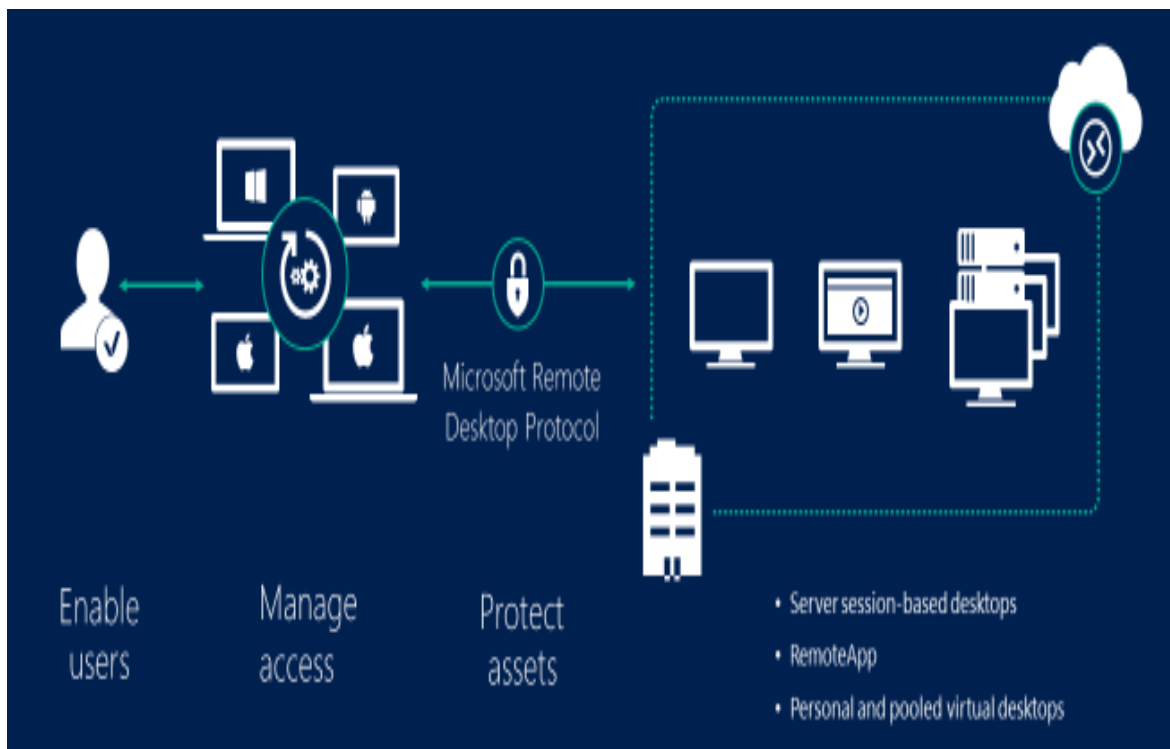 Microsoft Remote
Desktop Protocol
Enable
users
Manage
access
Protect
assets
• Server session-based desktops
• RemoteApp
• Personal and pooled virtual desktops